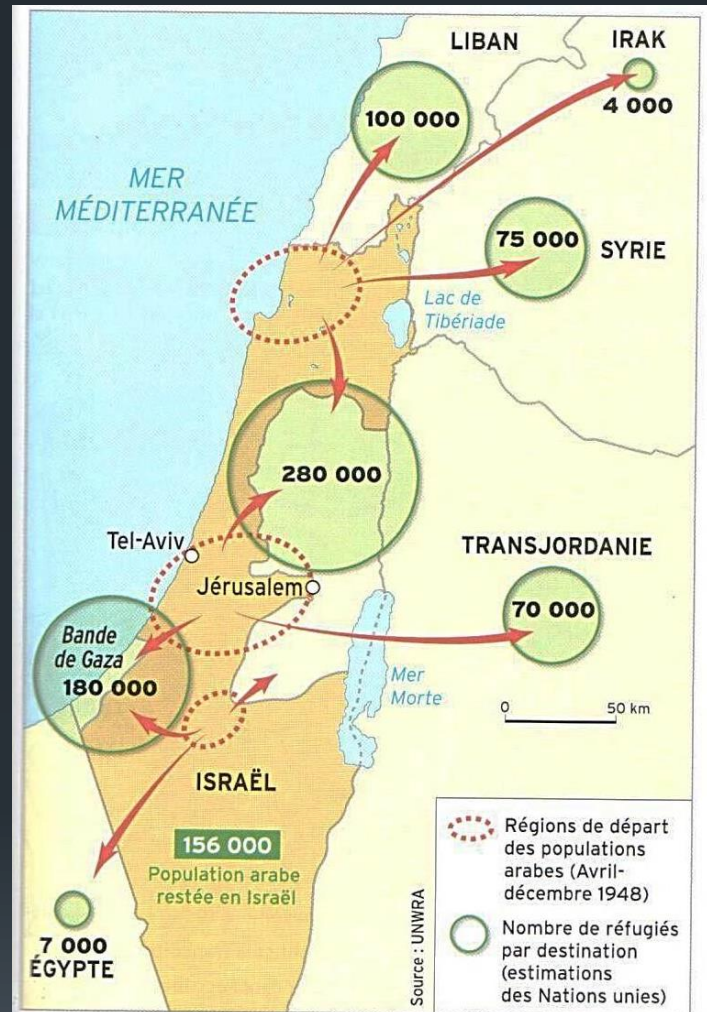 LIBAN
IRAK
4 000
100 000
MER
MÉDITERRANÉE
75 000
SYRIE
Lac de
Tibériade
280 000
Tel-Aviv
Jérusalem
TRANSJORDANIE
70 000
Bande
de Gaza
180 000
Mer
Morte
0 50 km
ISRAËL
156 000
Population arabe
restée en Israël
7 000
ÉGYPTE
Source : UNWRA
Régions de départ
des populations
arabes (Avril-
décembre 1948)
Nombre de réfugiés
par destination
(estimations
des Nations unies)